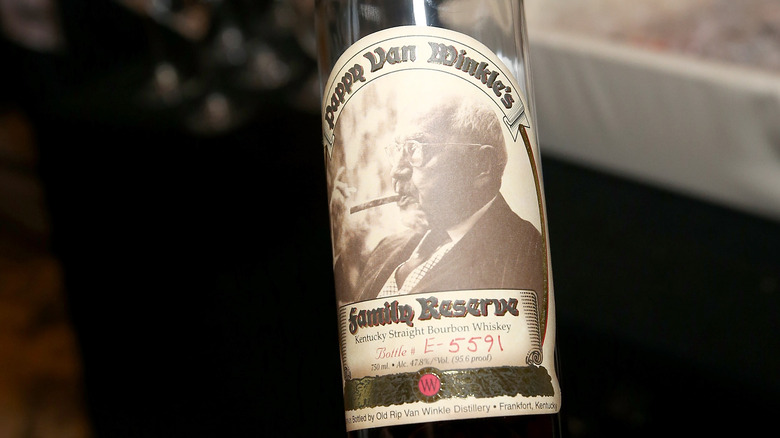 Pappy Van Winkle's
Family Reserve
Kentucky Straight Bourbon Whiskey
Bottle # E-5591
750 ml. • Alc. 47.8%/Vol. (95.6 proof)
VW
Bottled by Old Rip Van Winkle Distillery • Frankfort, Kentucky